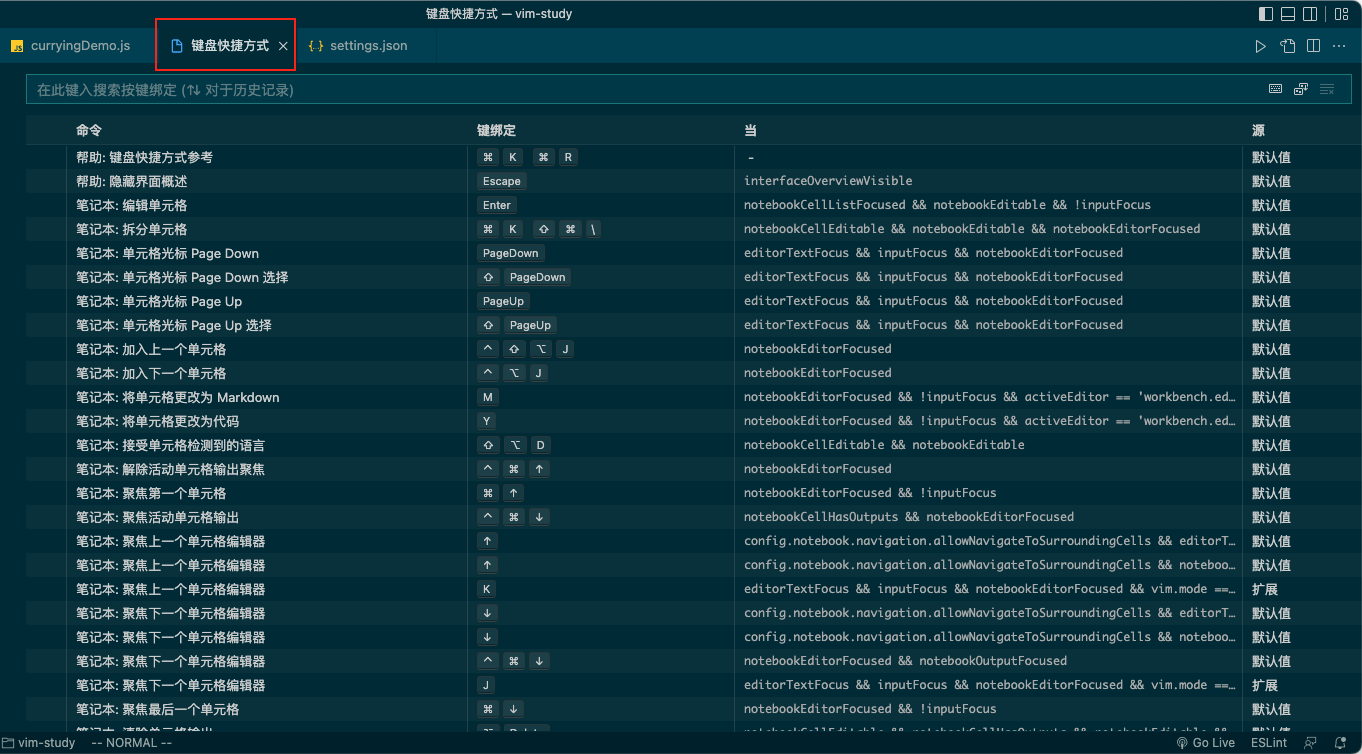 键盘快捷方式 — vim-study
JS curryingDemo.js 键盘快捷方式 {..} settings.json
在此键入搜索按键绑定 (↑↓ 对于历史记录)
命令 键绑定 当 源
帮助: 键盘快捷方式参考 ⌘ K ⌘ R - 默认值
帮助: 隐藏界面概述 Escape interfaceOverviewVisible 默认值
笔记本: 编辑单元格 Enter notebookCellListFocused && notebookEditable && !inputFocus 默认值
笔记本: 拆分单元格 ⌘ K ⇧ ⌘ \ notebookCellEditable && notebookEditable && notebookEditorFocused 默认值
笔记本: 单元格光标 Page Down PageDown editorTextFocus && inputFocus && notebookEditorFocused 默认值
笔记本: 单元格光标 Page Down 选择 ⇧ PageDown editorTextFocus && inputFocus && notebookEditorFocused 默认值
笔记本: 单元格光标 Page Up PageUp editorTextFocus && inputFocus && notebookEditorFocused 默认值
笔记本: 单元格光标 Page Up 选择 ⇧ PageUp editorTextFocus && inputFocus && notebookEditorFocused 默认值
笔记本: 加入上一个单元格 ^ ⇧ ⌥ J notebookEditorFocused 默认值
笔记本: 加入下一个单元格 ^ ⌥ J notebookEditorFocused 默认值
笔记本: 将单元格更改为 Markdown M notebookEditorFocused && !inputFocus && activeEditor == 'workbench.ed… 默认值
笔记本: 将单元格更改为代码 Y notebookEditorFocused && !inputFocus && activeEditor == 'workbench.ed… 默认值
笔记本: 接受单元格检测到的语言 ⇧ ⌥ D notebookCellEditable && notebookEditable 默认值
笔记本: 解除活动单元格输出聚焦 ^ ⌘ ↑ notebookEditorFocused 默认值
笔记本: 聚焦第一个单元格 ⌘ ↑ notebookEditorFocused && !inputFocus 默认值
笔记本: 聚焦活动单元格输出 ^ ⌘ ↓ notebookCellHasOutputs && notebookEditorFocused 默认值
笔记本: 聚焦上一个单元格编辑器 ↑ config.notebook.navigation.allowNavigateToSurroundingCells && editorT… 默认值
笔记本: 聚焦上一个单元格编辑器 ↑ config.notebook.navigation.allowNavigateToSurroundingCells && noteboo… 默认值
笔记本: 聚焦上一个单元格编辑器 K editorTextFocus && inputFocus && notebookEditorFocused && vim.mode ==… 扩展
笔记本: 聚焦下一个单元格编辑器 ↓ config.notebook.navigation.allowNavigateToSurroundingCells && editorT… 默认值
笔记本: 聚焦下一个单元格编辑器 ↓ config.notebook.navigation.allowNavigateToSurroundingCells && noteboo… 默认值
笔记本: 聚焦下一个单元格编辑器 ^ ⌘ ↓ notebookEditorFocused && notebookOutputFocused 默认值
笔记本: 聚焦下一个单元格编辑器 J editorTextFocus && inputFocus && notebookEditorFocused && vim.mode ==… 扩展
笔记本: 聚焦最后一个单元格 ⌘ ↓ notebookEditorFocused && !inputFocus 默认值
vim-study -- NORMAL -- Go Live ESLint